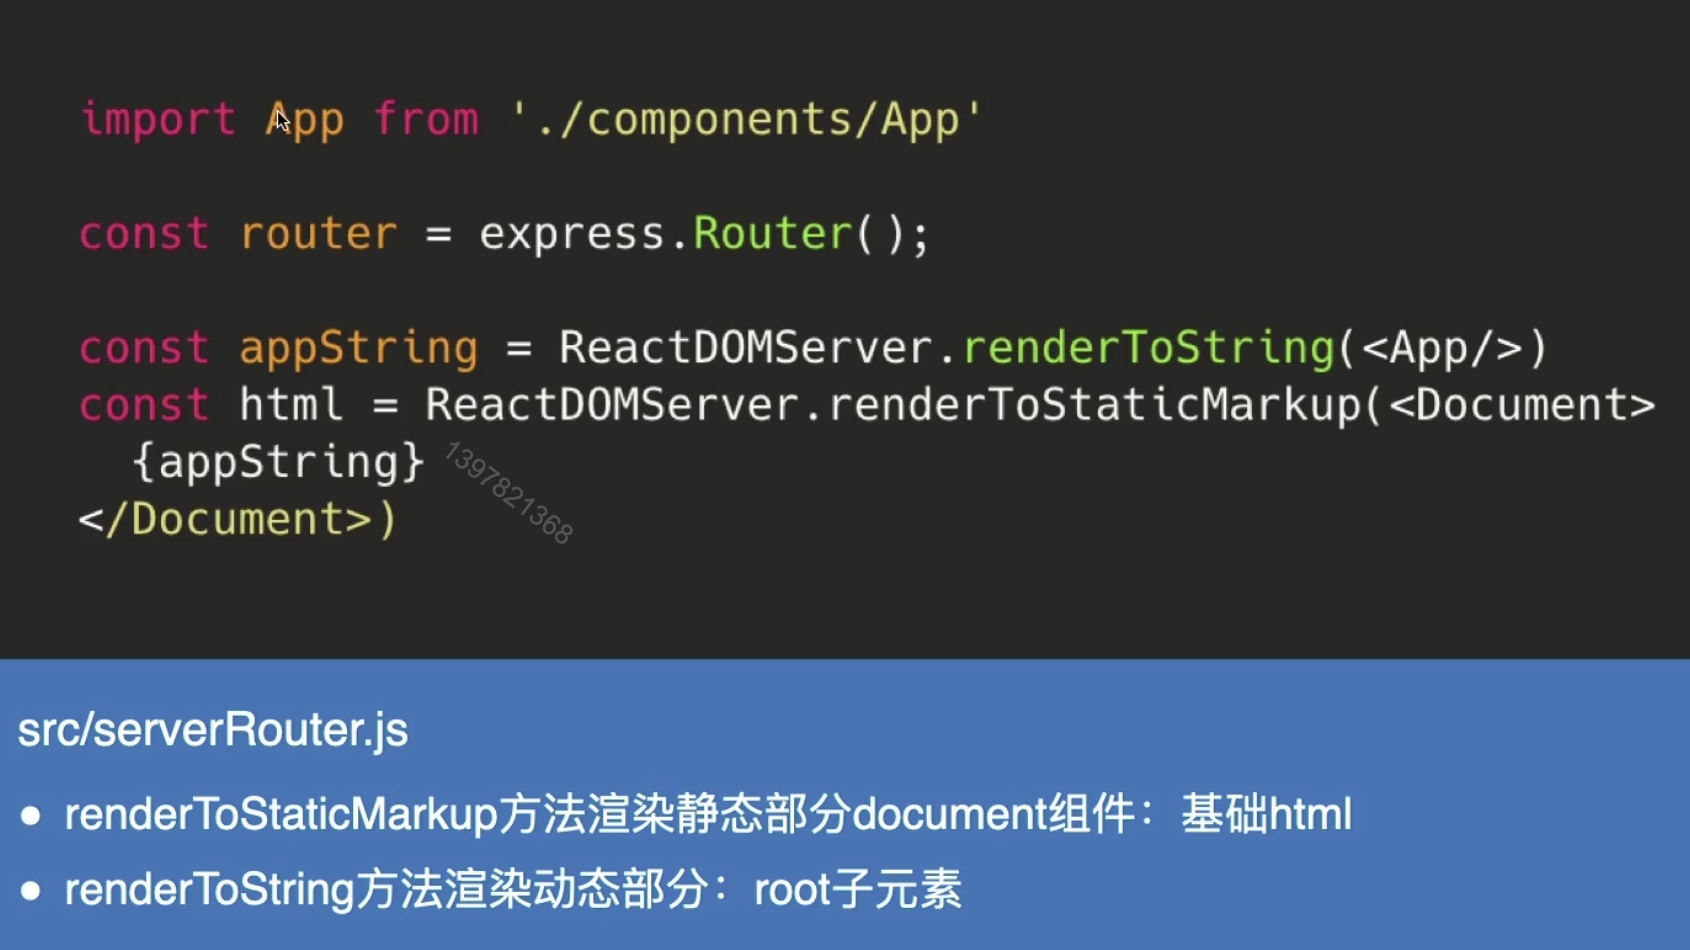 import App from './components/App'
const router = express.Router();
const appString = ReactDOMServer.renderToString(<App/>)
const html = ReactDOMServer.renderToStaticMarkup(<Document>
  {appString}
</Document>)
1397821368
src/serverRouter.js
● renderToStaticMarkup方法渲染静态部分document组件：基础html
● renderToString方法渲染动态部分：root子元素